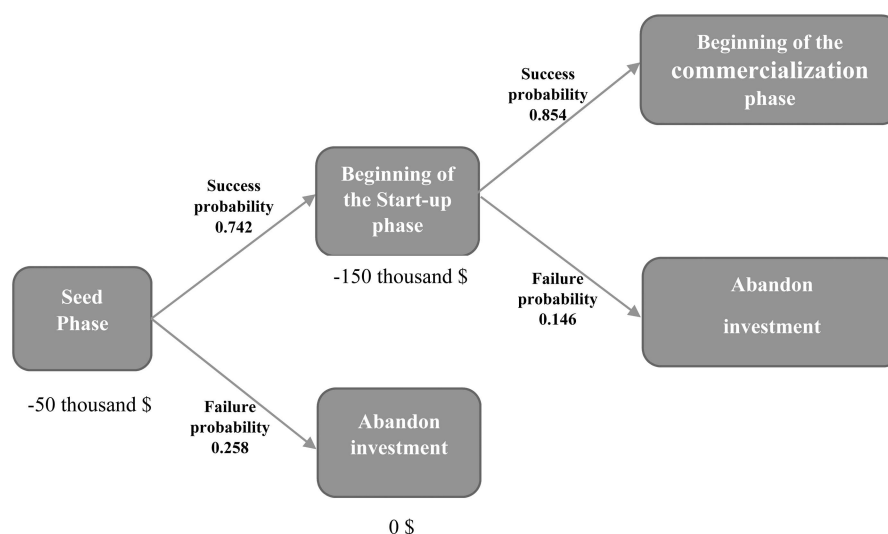 Beginning of the
commercialization
phase
Success
probability
0.854
Beginning of
the Start-up
phase
Success
probability
0.742
-150 thousand $
Failure
probability
0.146
Abandon
investment
Seed
Phase
-50 thousand $
Failure
probability
0.258
Abandon
investment
0 $